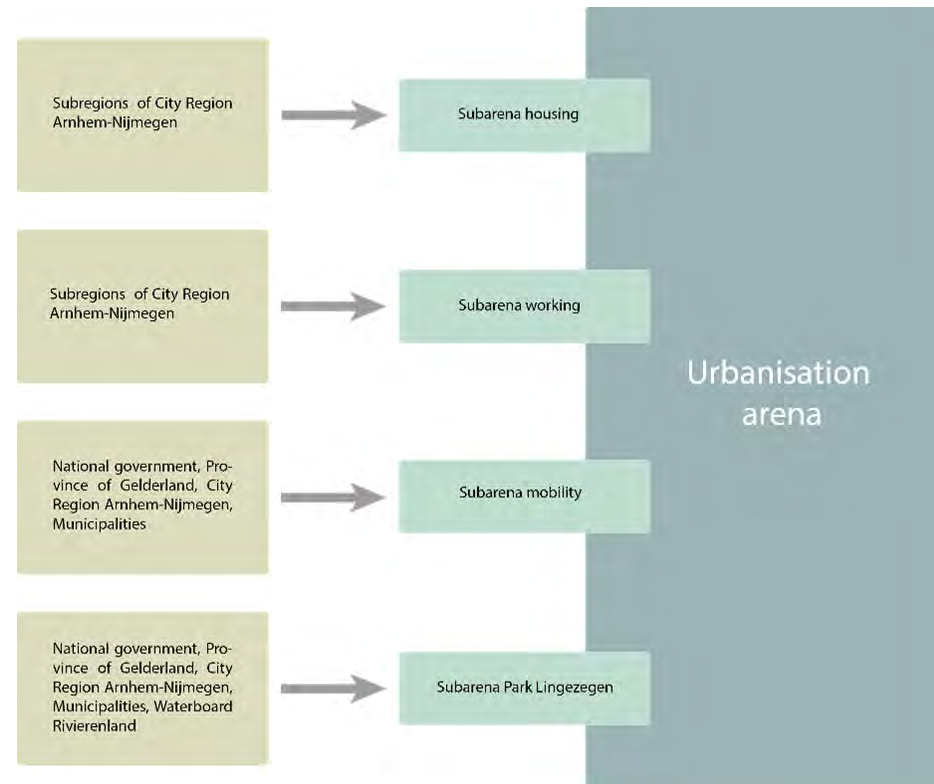 Subregions of City Region
Arnhem-Nijmegen
Subarena housing
Subregions of City Region
Arnhem-Nijmegen
Subarena working
Urbanisation
arena
National government, Pro-
vince of Gelderland, City
Region Arnhem-Nijmegen,
Municipalities
Subarena mobility
National government, Pro-
vince of Gelderland, City
Region Arnhem-Nijmegen,
Municipalities, Waterboard
Rivierenland
Subarena Park Lingezegen